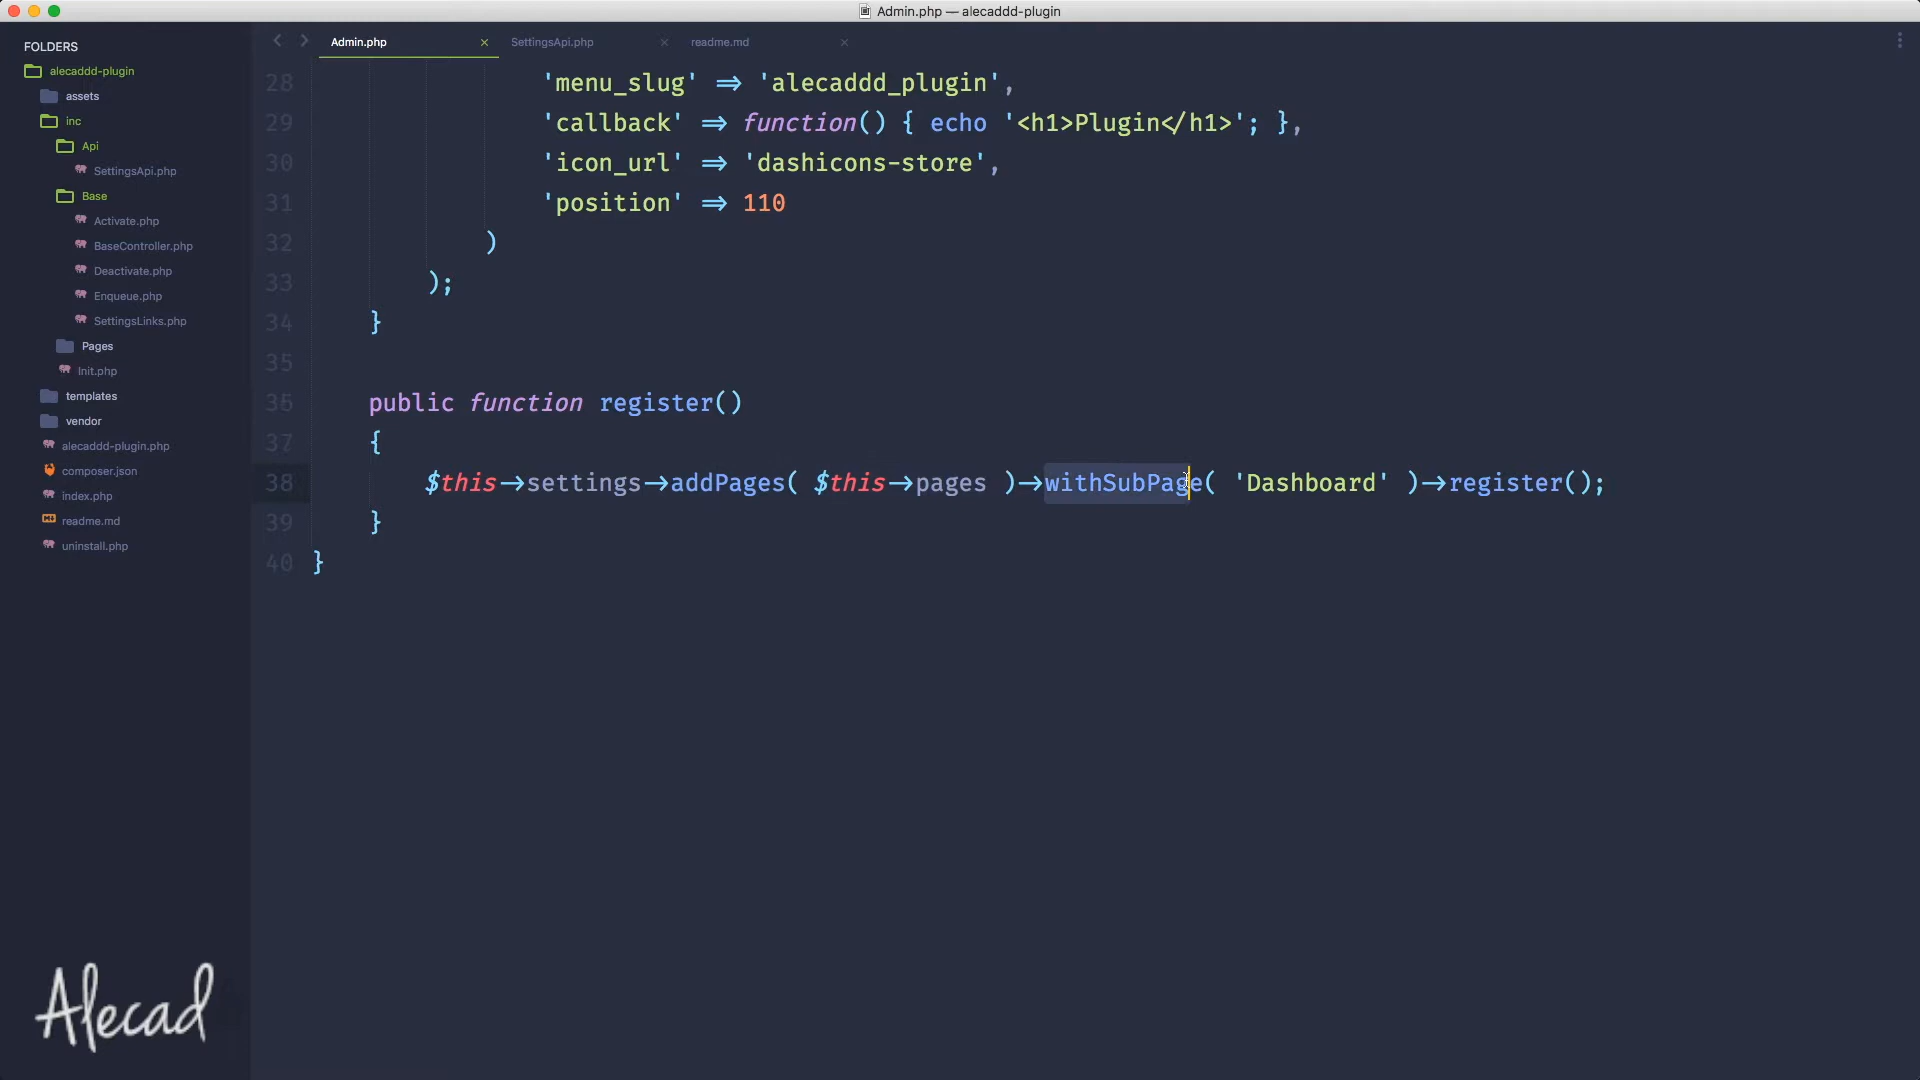 Admin.php — alecaddd-plugin
FOLDERS
alecaddd-plugin
assets
inc
Api
SettingsApi.php
Base
Activate.php
BaseController.php
Deactivate.php
Enqueue.php
SettingsLinks.php
Pages
Init.php
templates
vendor
alecaddd-plugin.php
composer.json
index.php
readme.md
uninstall.php
Admin.php
SettingsApi.php
readme.md
28 'menu_slug' => 'alecaddd_plugin',
29 'callback' => function() { echo '<h1>Plugin</h1>'; },
30 'icon_url' => 'dashicons-store',
31 'position' => 110
32 )
33 );
34 }
35
36 public function register()
37 {
38 $this->settings->addPages( $this->pages )->withSubPage( 'Dashboard' )->register();
39 }
40 }
Alecad